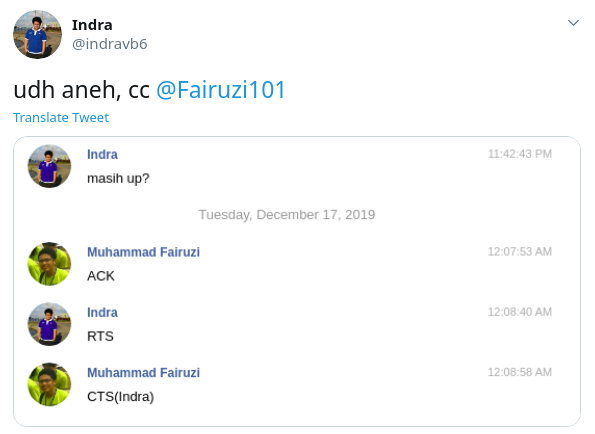 Indra
@indravb6
udh aneh, cc @Fairuzi101
Translate Tweet
Indra 11:42:43 PM
masih up?
Tuesday, December 17, 2019
Muhammad Fairuzi 12:07:53 AM
ACK
Indra 12:08:40 AM
RTS
Muhammad Fairuzi 12:08:58 AM
CTS(Indra)